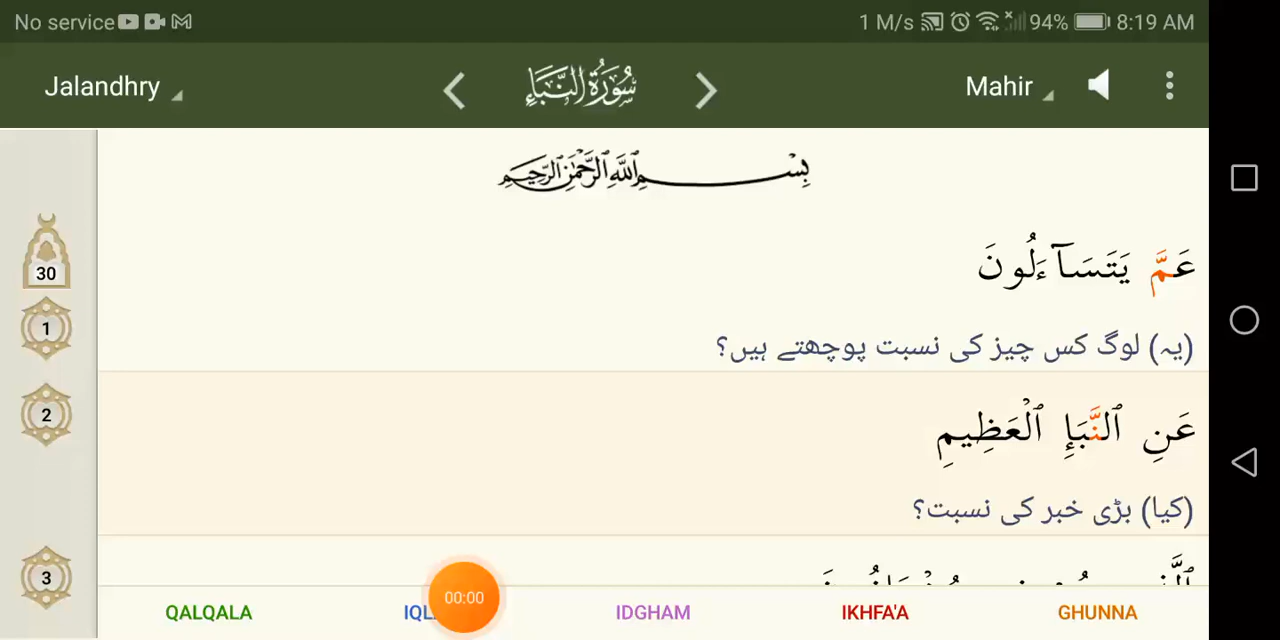 No service 1 M/s 94% 8:19 AM
Jalandhry سُورَةُ النَّبَإِ Mahir
بِسْمِ اللَّهِ الرَّحْمَٰنِ الرَّحِيمِ
30
عَمَّ يَتَسَآءَلُونَ
1
(یہ) لوگ کس چیز کی نسبت پوچھتے ہیں؟
2
عَنِ ٱلنَّبَإِ ٱلْعَظِيمِ
(کیا) بڑی خبر کی نسبت؟
3
QALQALA 00:00 IDGHAM IKHFA'A GHUNNA